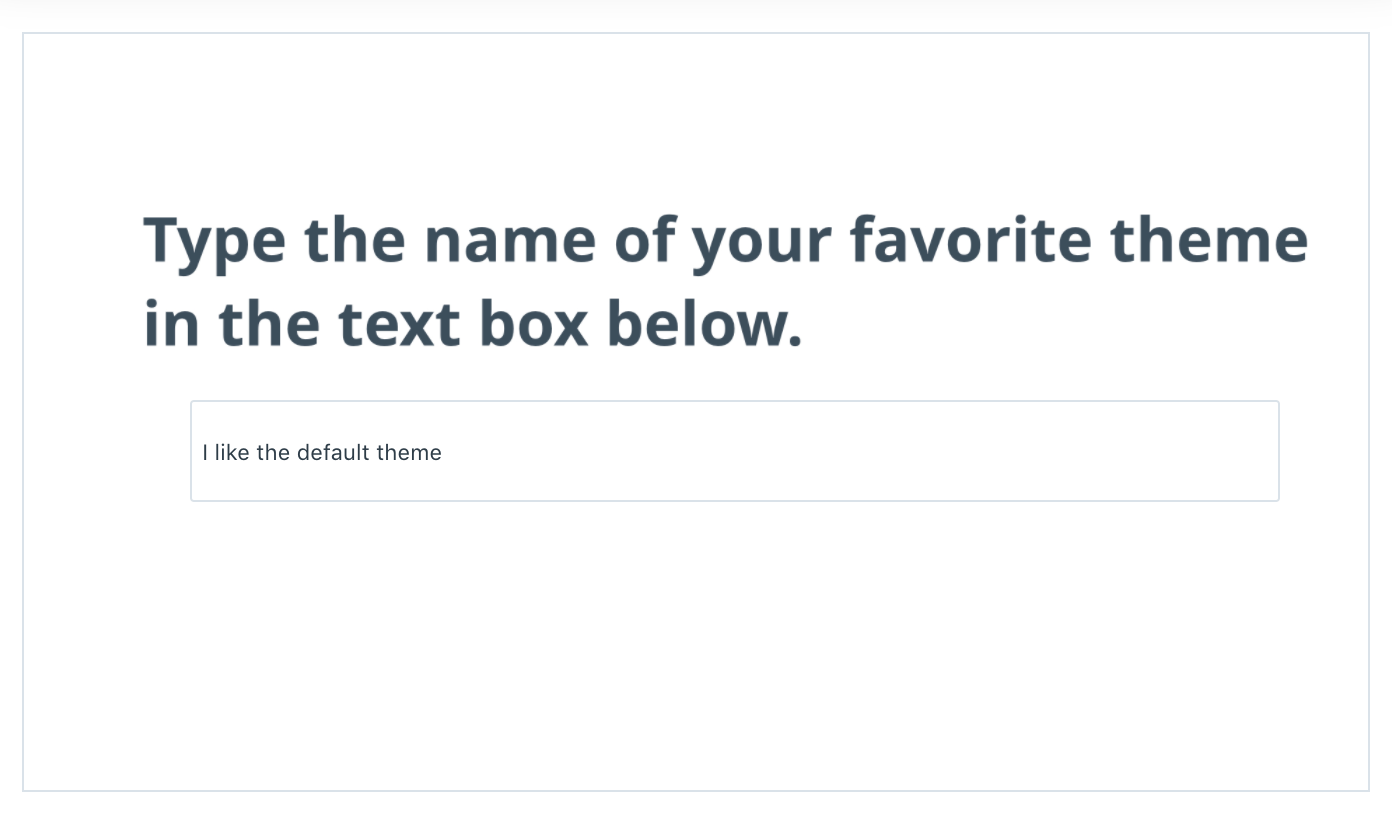 Type the name of your favorite theme
in the text box below.
I like the default theme